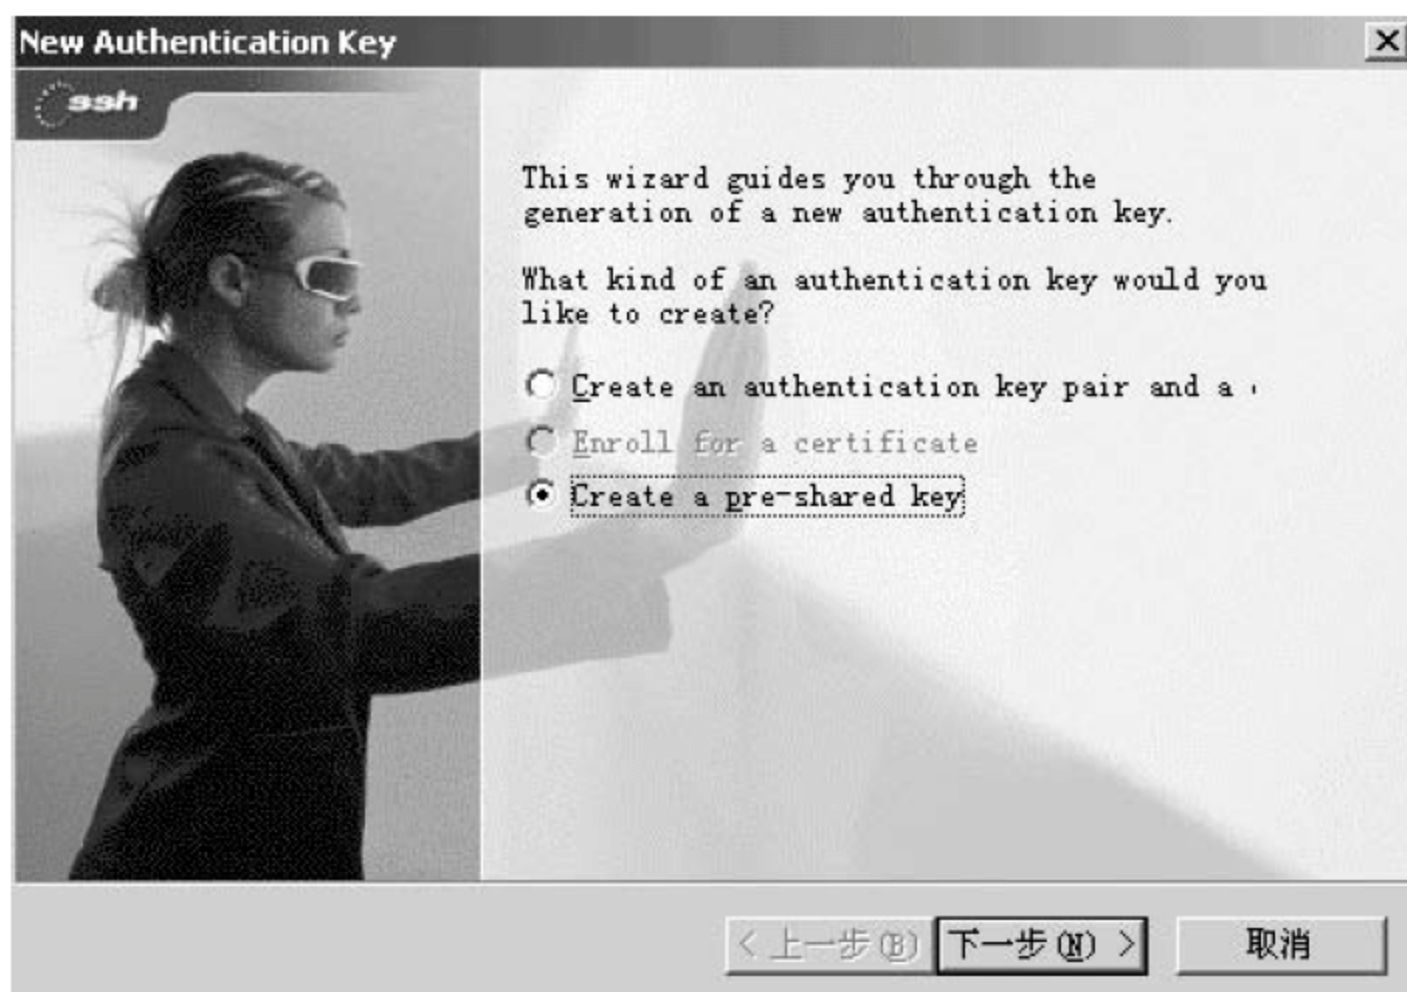 New Authentication Key
ssh
This wizard guides you through the
generation of a new authentication key.
What kind of an authentication key would you
like to create?
Create an authentication key pair and a
Enroll for a certificate
Create a pre-shared key
< 上一步(B) 下一步(N) > 取消